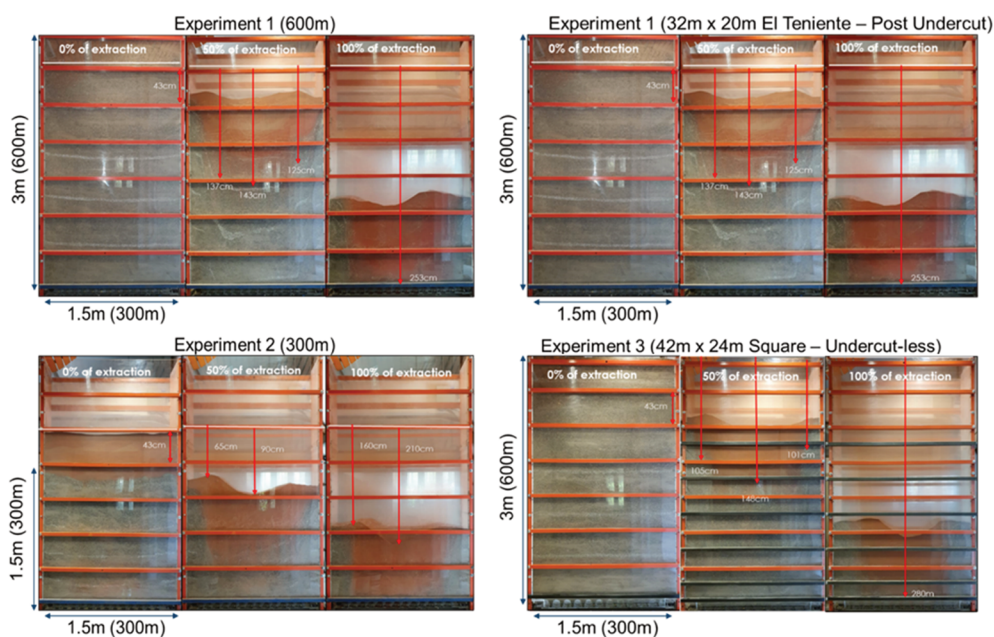 Experiment 1 (600m)
0% of extraction
50% of extraction
100% of extraction
43cm
137cm
143cm
125cm
253cm
3m (600m)
1.5m (300m)
Experiment 1 (32m x 20m El Teniente – Post Undercut)
0% of extraction
50% of extraction
100% of extraction
43cm
137cm
143cm
125cm
253cm
3m (600m)
1.5m (300m)
Experiment 2 (300m)
0% of extraction
50% of extraction
100% of extraction
43cm
65cm
90cm
160cm
210cm
1.5m (300m)
1.5m (300m)
Experiment 3 (42m x 24m Square – Undercut-less)
0% of extraction
50% of extraction
100% of extraction
43cm
105cm
146cm
101cm
280m
3m (600m)
1.5m (300m)